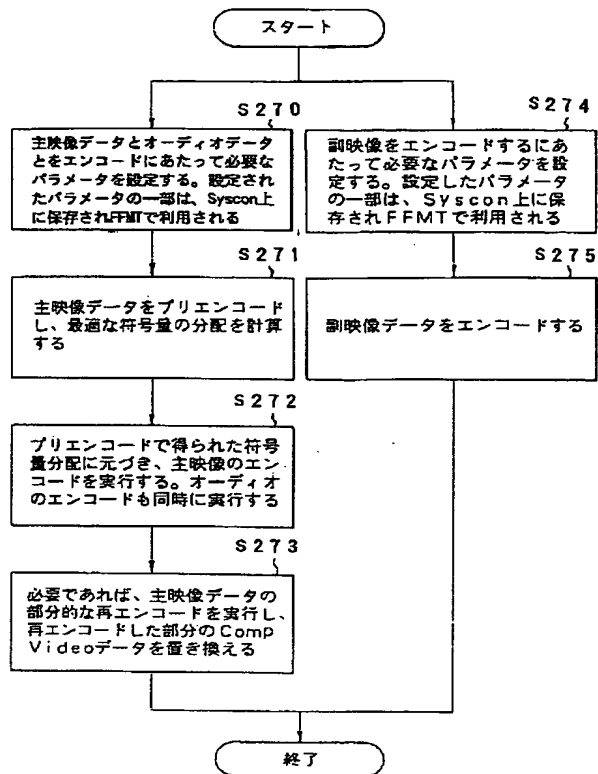 スタート
S270
主映像データとオーディオデータ
とをエンコードにあたって必要な
パラメータを設定する。設定され
たパラメータの一部は、Syscon上
に保存されFFMTで利用される
S271
主映像データをプリエンコード
し、最適な符号量の分配を計算
する
S272
プリエンコードで得られた符号
量分配に元づき、主映像のエン
コードを実行する。オーディオ
のエンコードも同時に実行する
S273
必要であれば、主映像データの
部分的な再エンコードを実行し、
再エンコードした部分のComp
Videoデータを置き換える
S274
副映像をエンコードするにあ
たって必要なパラメータを設
定する。設定したパラメータ
の一部は、Syscon上に保
存されFFMTで利用される
S275
副映像データをエンコードする
終了